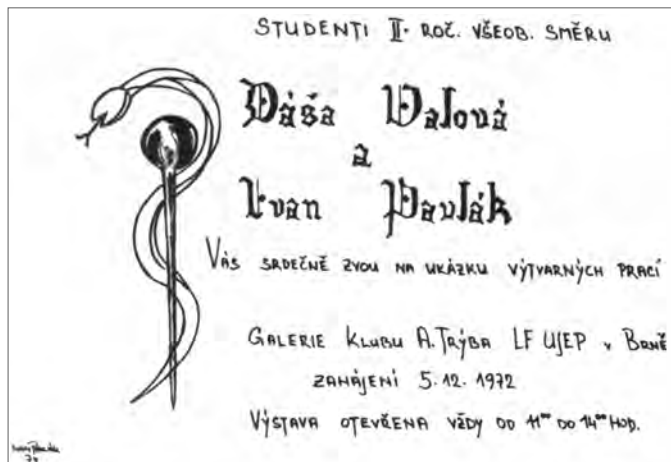 STUDENTI II. ROČ. VŠEOB. SMĚRU
Dáša Valová
a
Ivan Pavlák
VÁS SRDEČNĚ ZVOU NA UKÁZKU VÝTVARNÝCH PRACÍ
GALERIE KLUBU A. TRÝBA LF UJEP v BRNĚ
ZAHÁJENÍ 5.12.1972
VÝSTAVA OTEVŘENA VŽDY OD 11⁰⁰ DO 14⁰⁰ HOD.